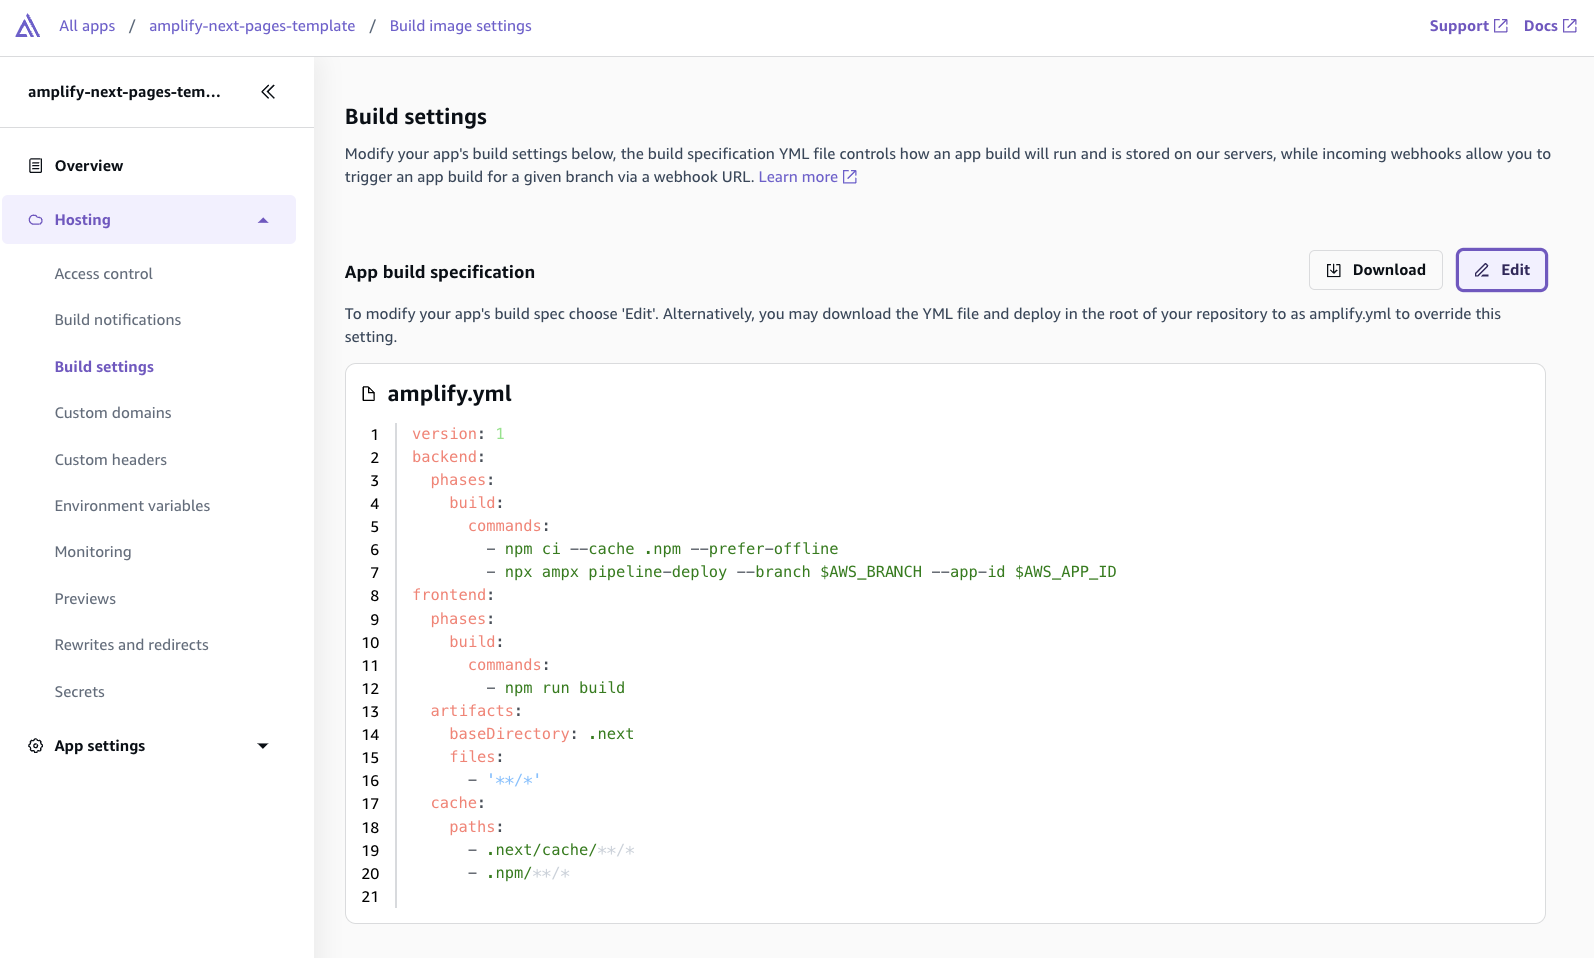 All apps / amplify-next-pages-template / Build image settings
Support Docs
amplify-next-pages-tem...
Overview
Hosting
Access control
Build notifications
Build settings
Custom domains
Custom headers
Environment variables
Monitoring
Previews
Rewrites and redirects
Secrets
App settings
Build settings
Modify your app's build settings below, the build specification YML file controls how an app build will run and is stored on our servers, while incoming webhooks allow you to
trigger an app build for a given branch via a webhook URL. Learn more
App build specification
Download
Edit
To modify your app's build spec choose 'Edit'. Alternatively, you may download the YML file and deploy in the root of your repository to as amplify.yml to override this
setting.
amplify.yml
1 version: 1
2 backend:
3   phases:
4     build:
5       commands:
6         - npm ci --cache .npm --prefer-offline
7         - npx ampx pipeline-deploy --branch $AWS_BRANCH --app-id $AWS_APP_ID
8 frontend:
9   phases:
10     build:
11       commands:
12         - npm run build
13   artifacts:
14     baseDirectory: .next
15     files:
16       - '**/*'
17   cache:
18     paths:
19       - .next/cache/**/*
20       - .npm/**/*
21